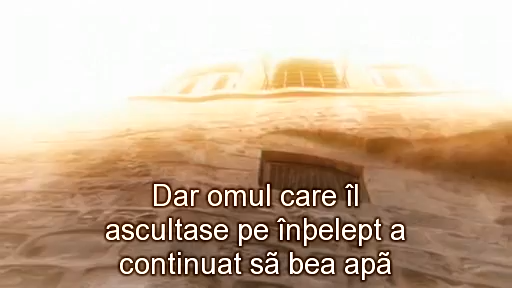 Dar omul care îl
ascultase pe înþelept a
continuat sã bea apã